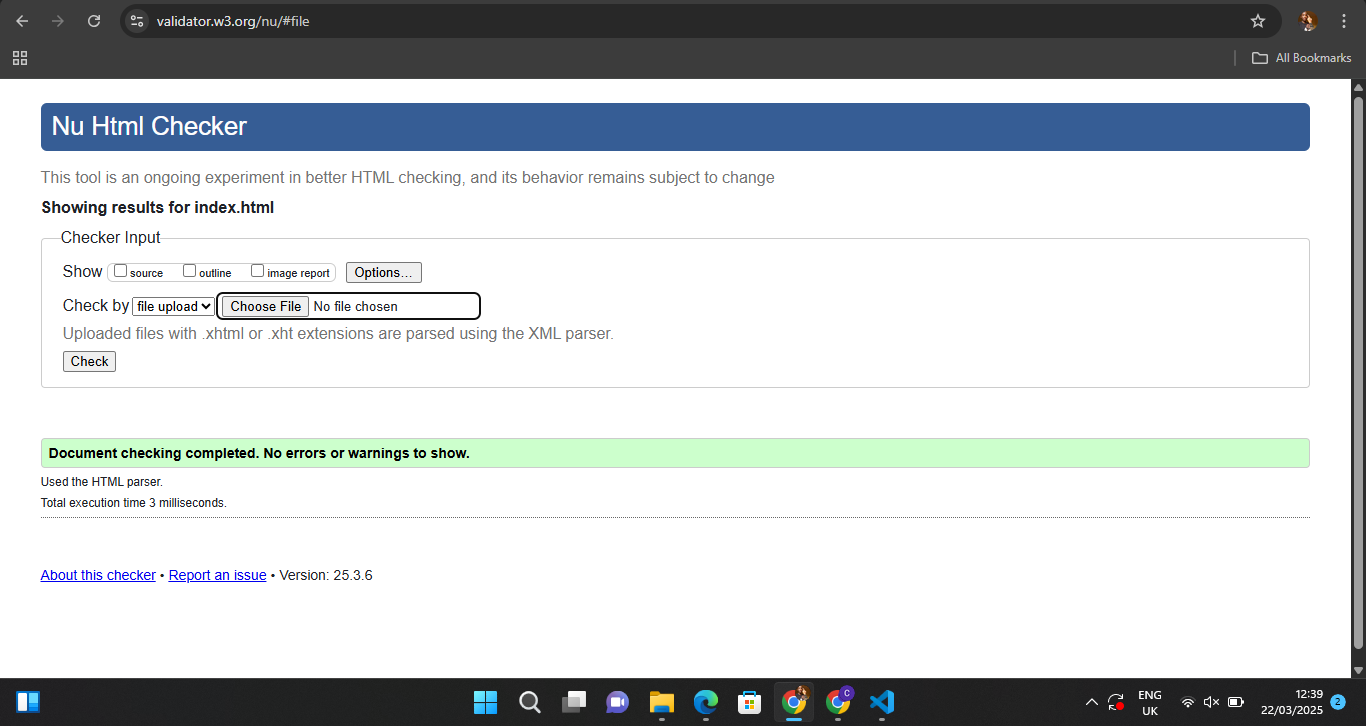 validator.w3.org/nu/#file
All Bookmarks
Nu Html Checker
This tool is an ongoing experiment in better HTML checking, and its behavior remains subject to change
Showing results for index.html
Checker Input
Show source outline image report Options...
Check by file upload Choose File No file chosen
Uploaded files with .xhtml or .xht extensions are parsed using the XML parser.
Check
Document checking completed. No errors or warnings to show.
Used the HTML parser.
Total execution time 3 milliseconds.
About this checker • Report an issue • Version: 25.3.6
C
ENG
UK
12:39
22/03/2025
2